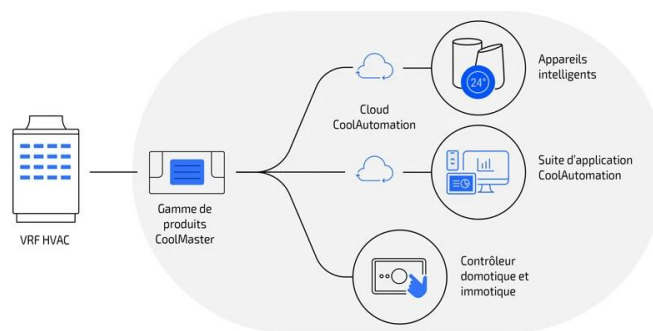 VRF HVAC
Gamme de
produits
CoolMaster
Cloud
CoolAutomation
24°
Appareils
intelligents
Suite d'application
CoolAutomation
Contrôleur
domotique et
immotique